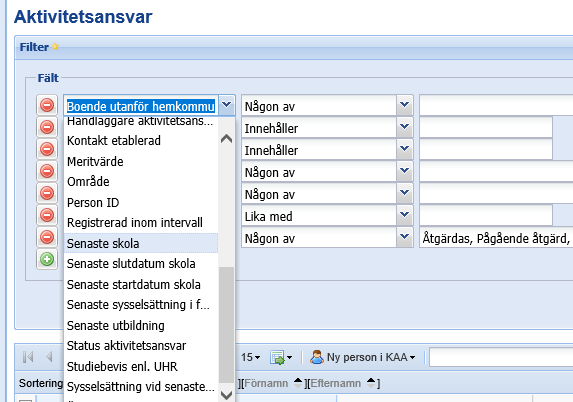 Aktivitetsansvar
Filter
Fält
Boende utanför hemkommu
Någon av
Handläggare aktivitetsans...
Innehåller
Kontakt etablerad
Innehåller
Meritvärde
Någon av
Område
Någon av
Person ID
Lika med
Registrerad inom intervall
Senaste skola
Någon av
Åtgärdas, Pågående åtgärd,
Senaste slutdatum skola
Senaste startdatum skola
Senaste sysselsättning i f...
Senaste utbildning
Status aktivitetsansvar
15
Ny person i KAA
Studiebevis enl. UHR
Sortering
Sysselsättning vid senaste...
][Förnamn
][Efternamn
]